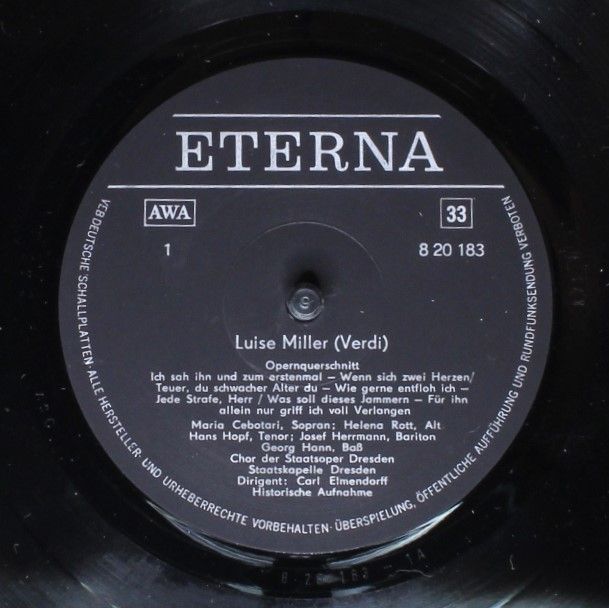 ETERNA
AWA
33
1
8 20 183
Luise Miller (Verdi)
Opernquerschnitt
Ich sah ihn und zum erstenmal – Wenn sich zwei Herzen/
Teuer, du schwacher Alter du – Wie gerne entfloh ich –
Jede Strafe, Herr / Was soll dieses Jammern – Für ihn
allein nur griff ich voll Verlangen
Maria Cebotari, Sopran; Helena Rott, Alt
Hans Hopf, Tenor; Josef Herrmann, Bariton
Georg Hann, Baß
Chor der Staatsoper Dresden
Staatskapelle Dresden
Dirigent: Carl Elmendorff
Historische Aufnahme
VEB DEUTSCHE SCHALLPLATTEN · ALLE HERSTELLER- UND URHEBERRECHTE VORBEHALTEN · ÜBERSPIELUNG, ÖFFENTLICHE AUFFÜHRUNG UND RUNDFUNKSENDUNG VERBOTEN
8-20 183 - 1A